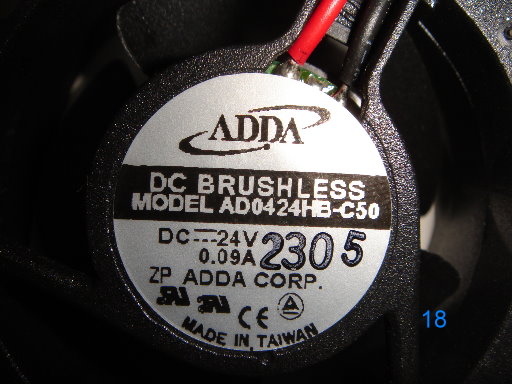 ADDA
DC BRUSHLESS
MODEL AD0424HB-C50
DC⎓24V
0.09A
2305
ZP ADDA CORP.
CE
MADE IN TAIWAN
18